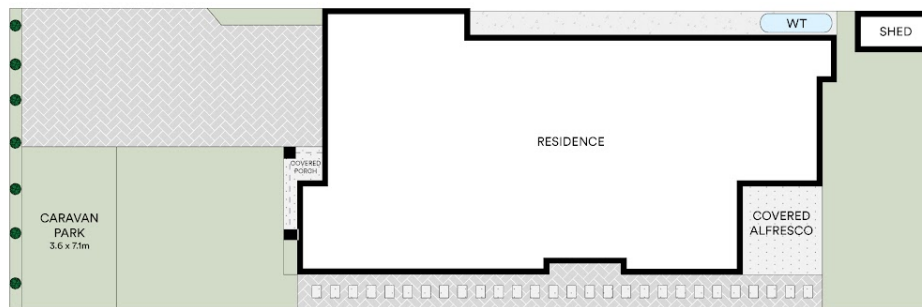 WT
SHED
RESIDENCE
COVERED
PORCH
CARAVAN
PARK
3.6 x 7.1m
COVERED
ALFRESCO